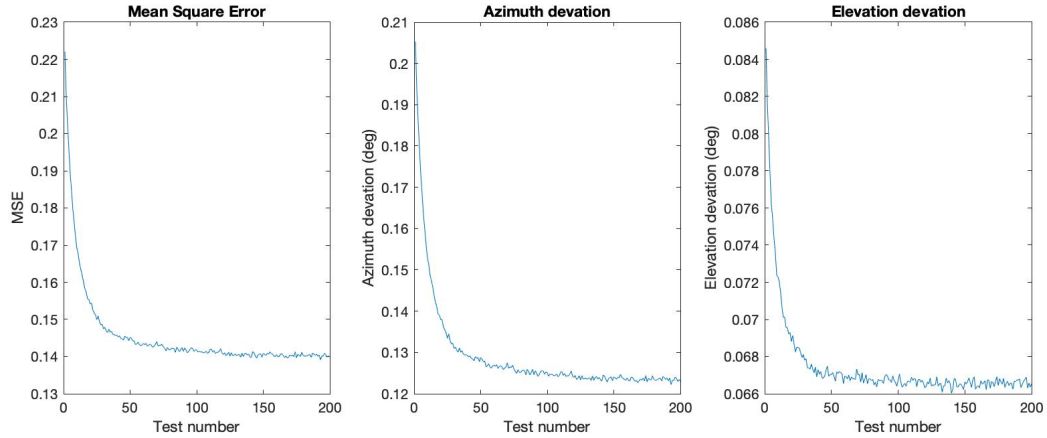 Mean Square Error
0.23
0.22
0.21
0.2
0.19
0.18
0.17
0.16
0.15
0.14
0.13
MSE
0 50 100 150 200
Test number
Azimuth devation
0.21
0.2
0.19
0.18
0.17
0.16
0.15
0.14
0.13
0.12
Azimuth devation (deg)
0 50 100 150 200
Test number
Elevation devation
0.086
0.084
0.082
0.08
0.078
0.076
0.074
0.072
0.07
0.068
0.066
Elevation devation (deg)
0 50 100 150 200
Test number